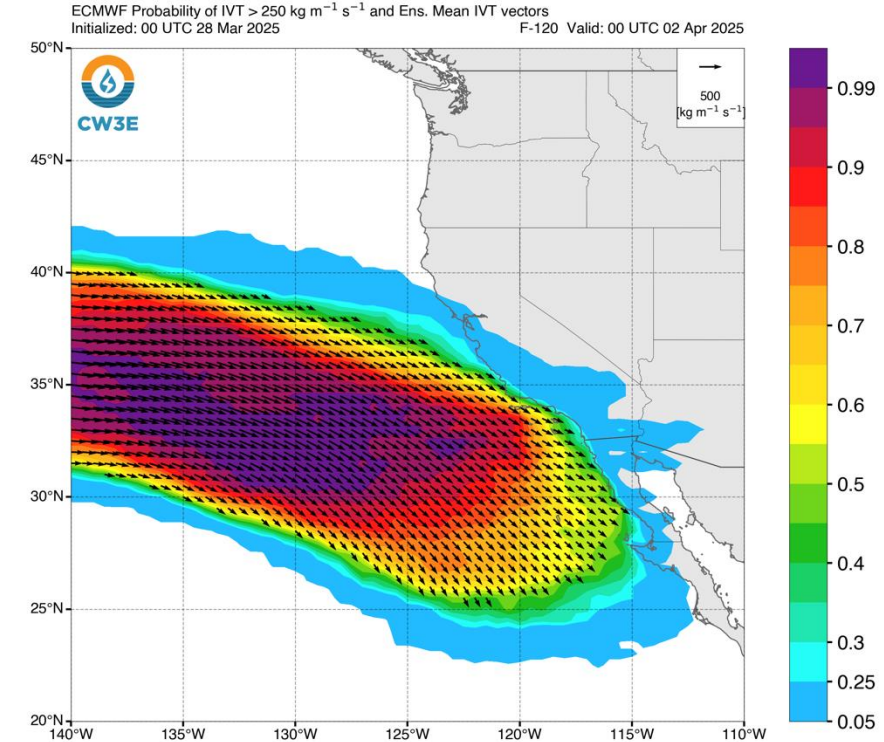 ECMWF Probability of IVT > 250 kg m⁻¹ s⁻¹ and Ens. Mean IVT vectors
Initialized: 00 UTC 28 Mar 2025 F-120 Valid: 00 UTC 02 Apr 2025
50°N
CW3E
500
[kg m⁻¹ s⁻¹]
0.99
45°N
0.9
0.8
40°N
0.7
35°N
0.6
30°N
0.5
0.4
25°N
0.3
0.25
20°N
0.05
140°W 135°W 130°W 125°W 120°W 115°W 110°W